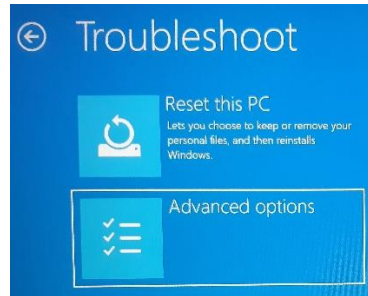 Troubleshoot
Reset this PC
Lets you choose to keep or remove your
personal files, and then reinstalls
Windows.
Advanced options